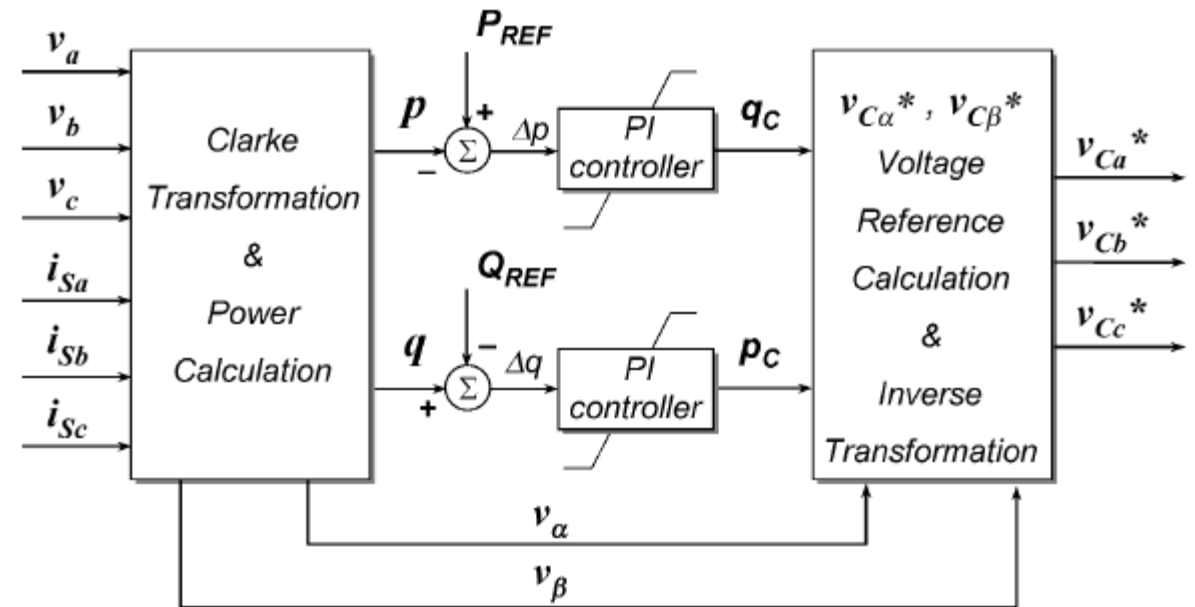 v_a
v_b
v_c
i_Sa
i_Sb
i_Sc
Clarke
Transformation
&
Power
Calculation
P_REF
p
+
−
Σ
Δp
PI
controller
q_C
Q_REF
q
−
+
Σ
Δq
PI
controller
p_C
v_Cα* , v_Cβ*
Voltage
Reference
Calculation
&
Inverse
Transformation
v_Ca*
v_Cb*
v_Cc*
v_α
v_β